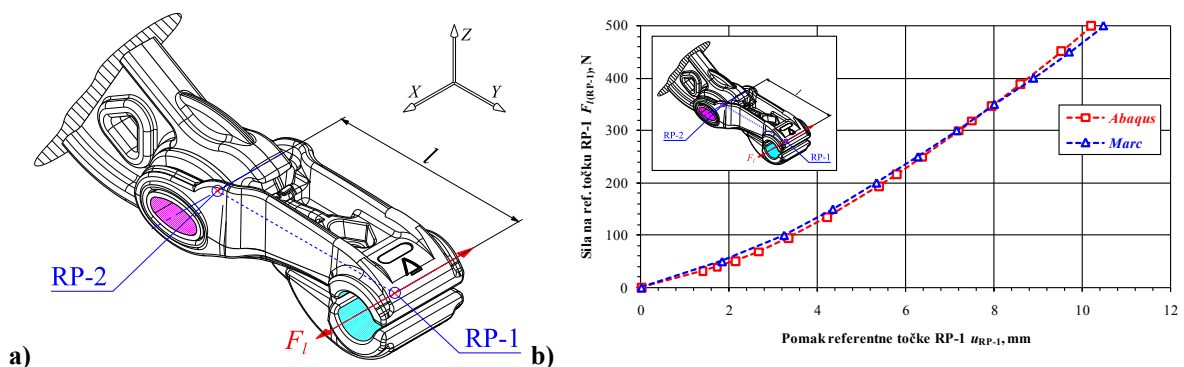 a)
Z
X
Y
l
RP-2
RP-1
F_l
b)
Sila na ref. točku RP-1 F_l(RP-1), N
500
400
300
200
100
0
0 2 4 6 8 10 12
Pomak referentne točke RP-1 u_RP-1, mm
Abaqus
Marc
RP-2
RP-1
F_l
l